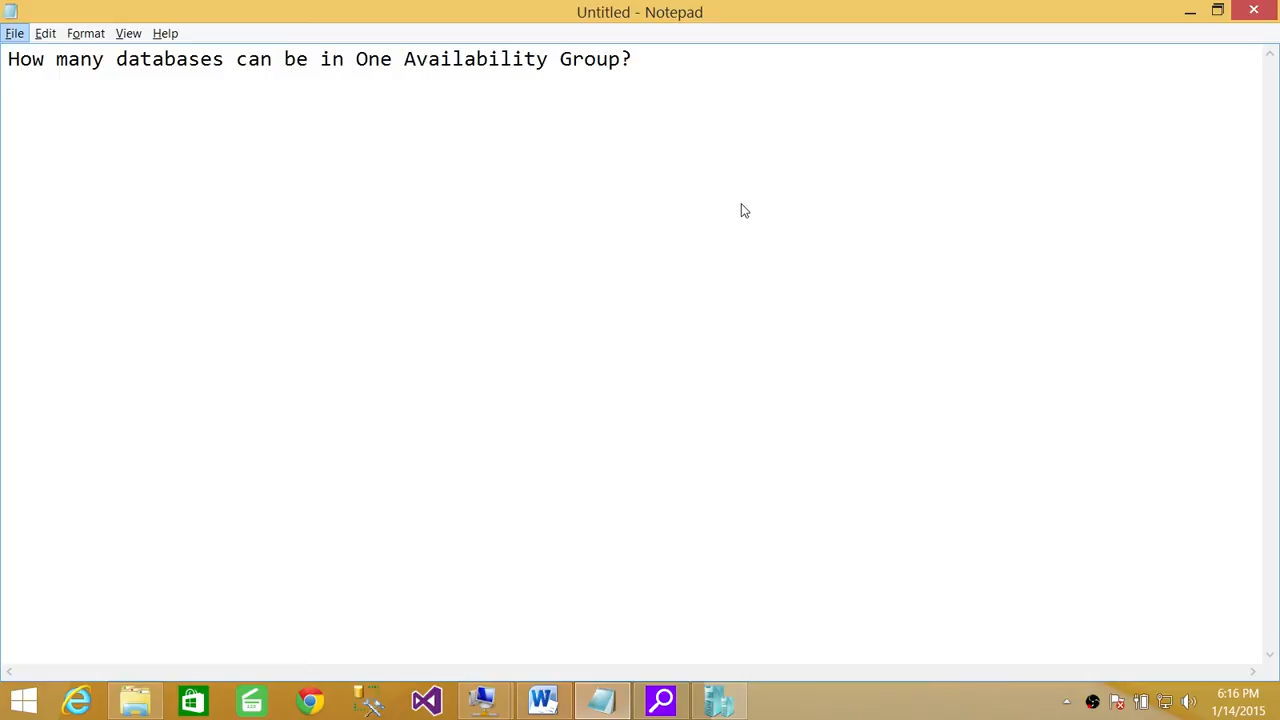 Untitled - Notepad
File Edit Format View Help
How many databases can be in One Availability Group?
6:16 PM
1/14/2015